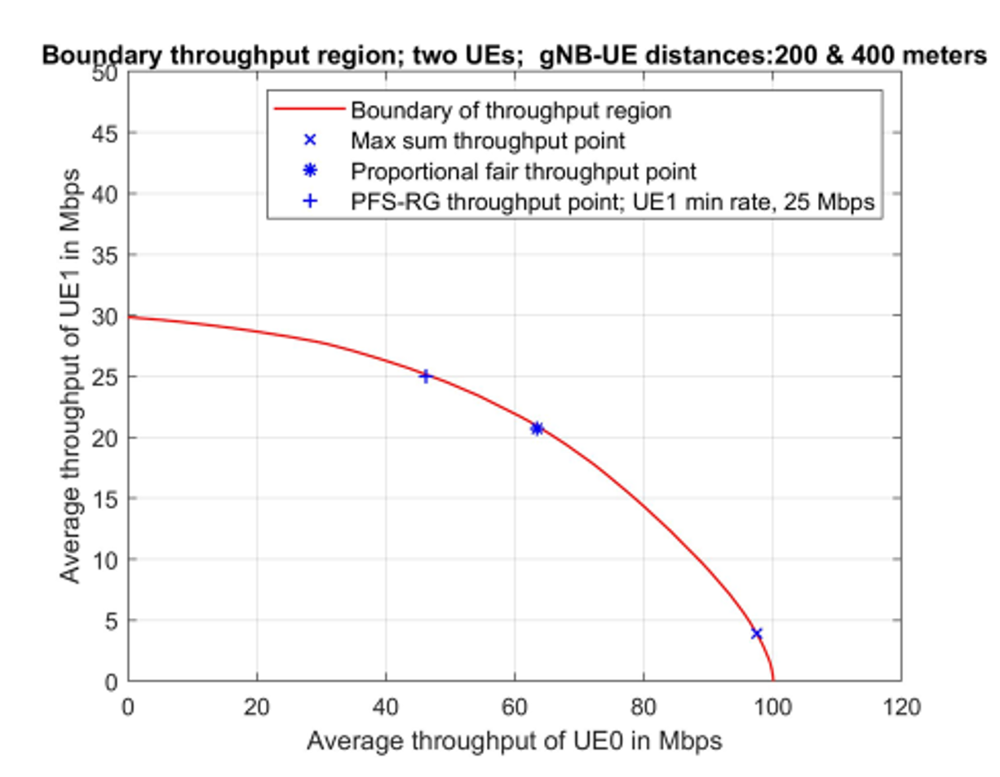 Boundary throughput region; two UEs;  gNB-UE distances:200 & 400 meters
Boundary of throughput region
Max sum throughput point
Proportional fair throughput point
PFS-RG throughput point; UE1 min rate, 25 Mbps
Average throughput of UE1 in Mbps
50
45
40
35
30
25
20
15
10
5
0
0 20 40 60 80 100 120
Average throughput of UE0 in Mbps